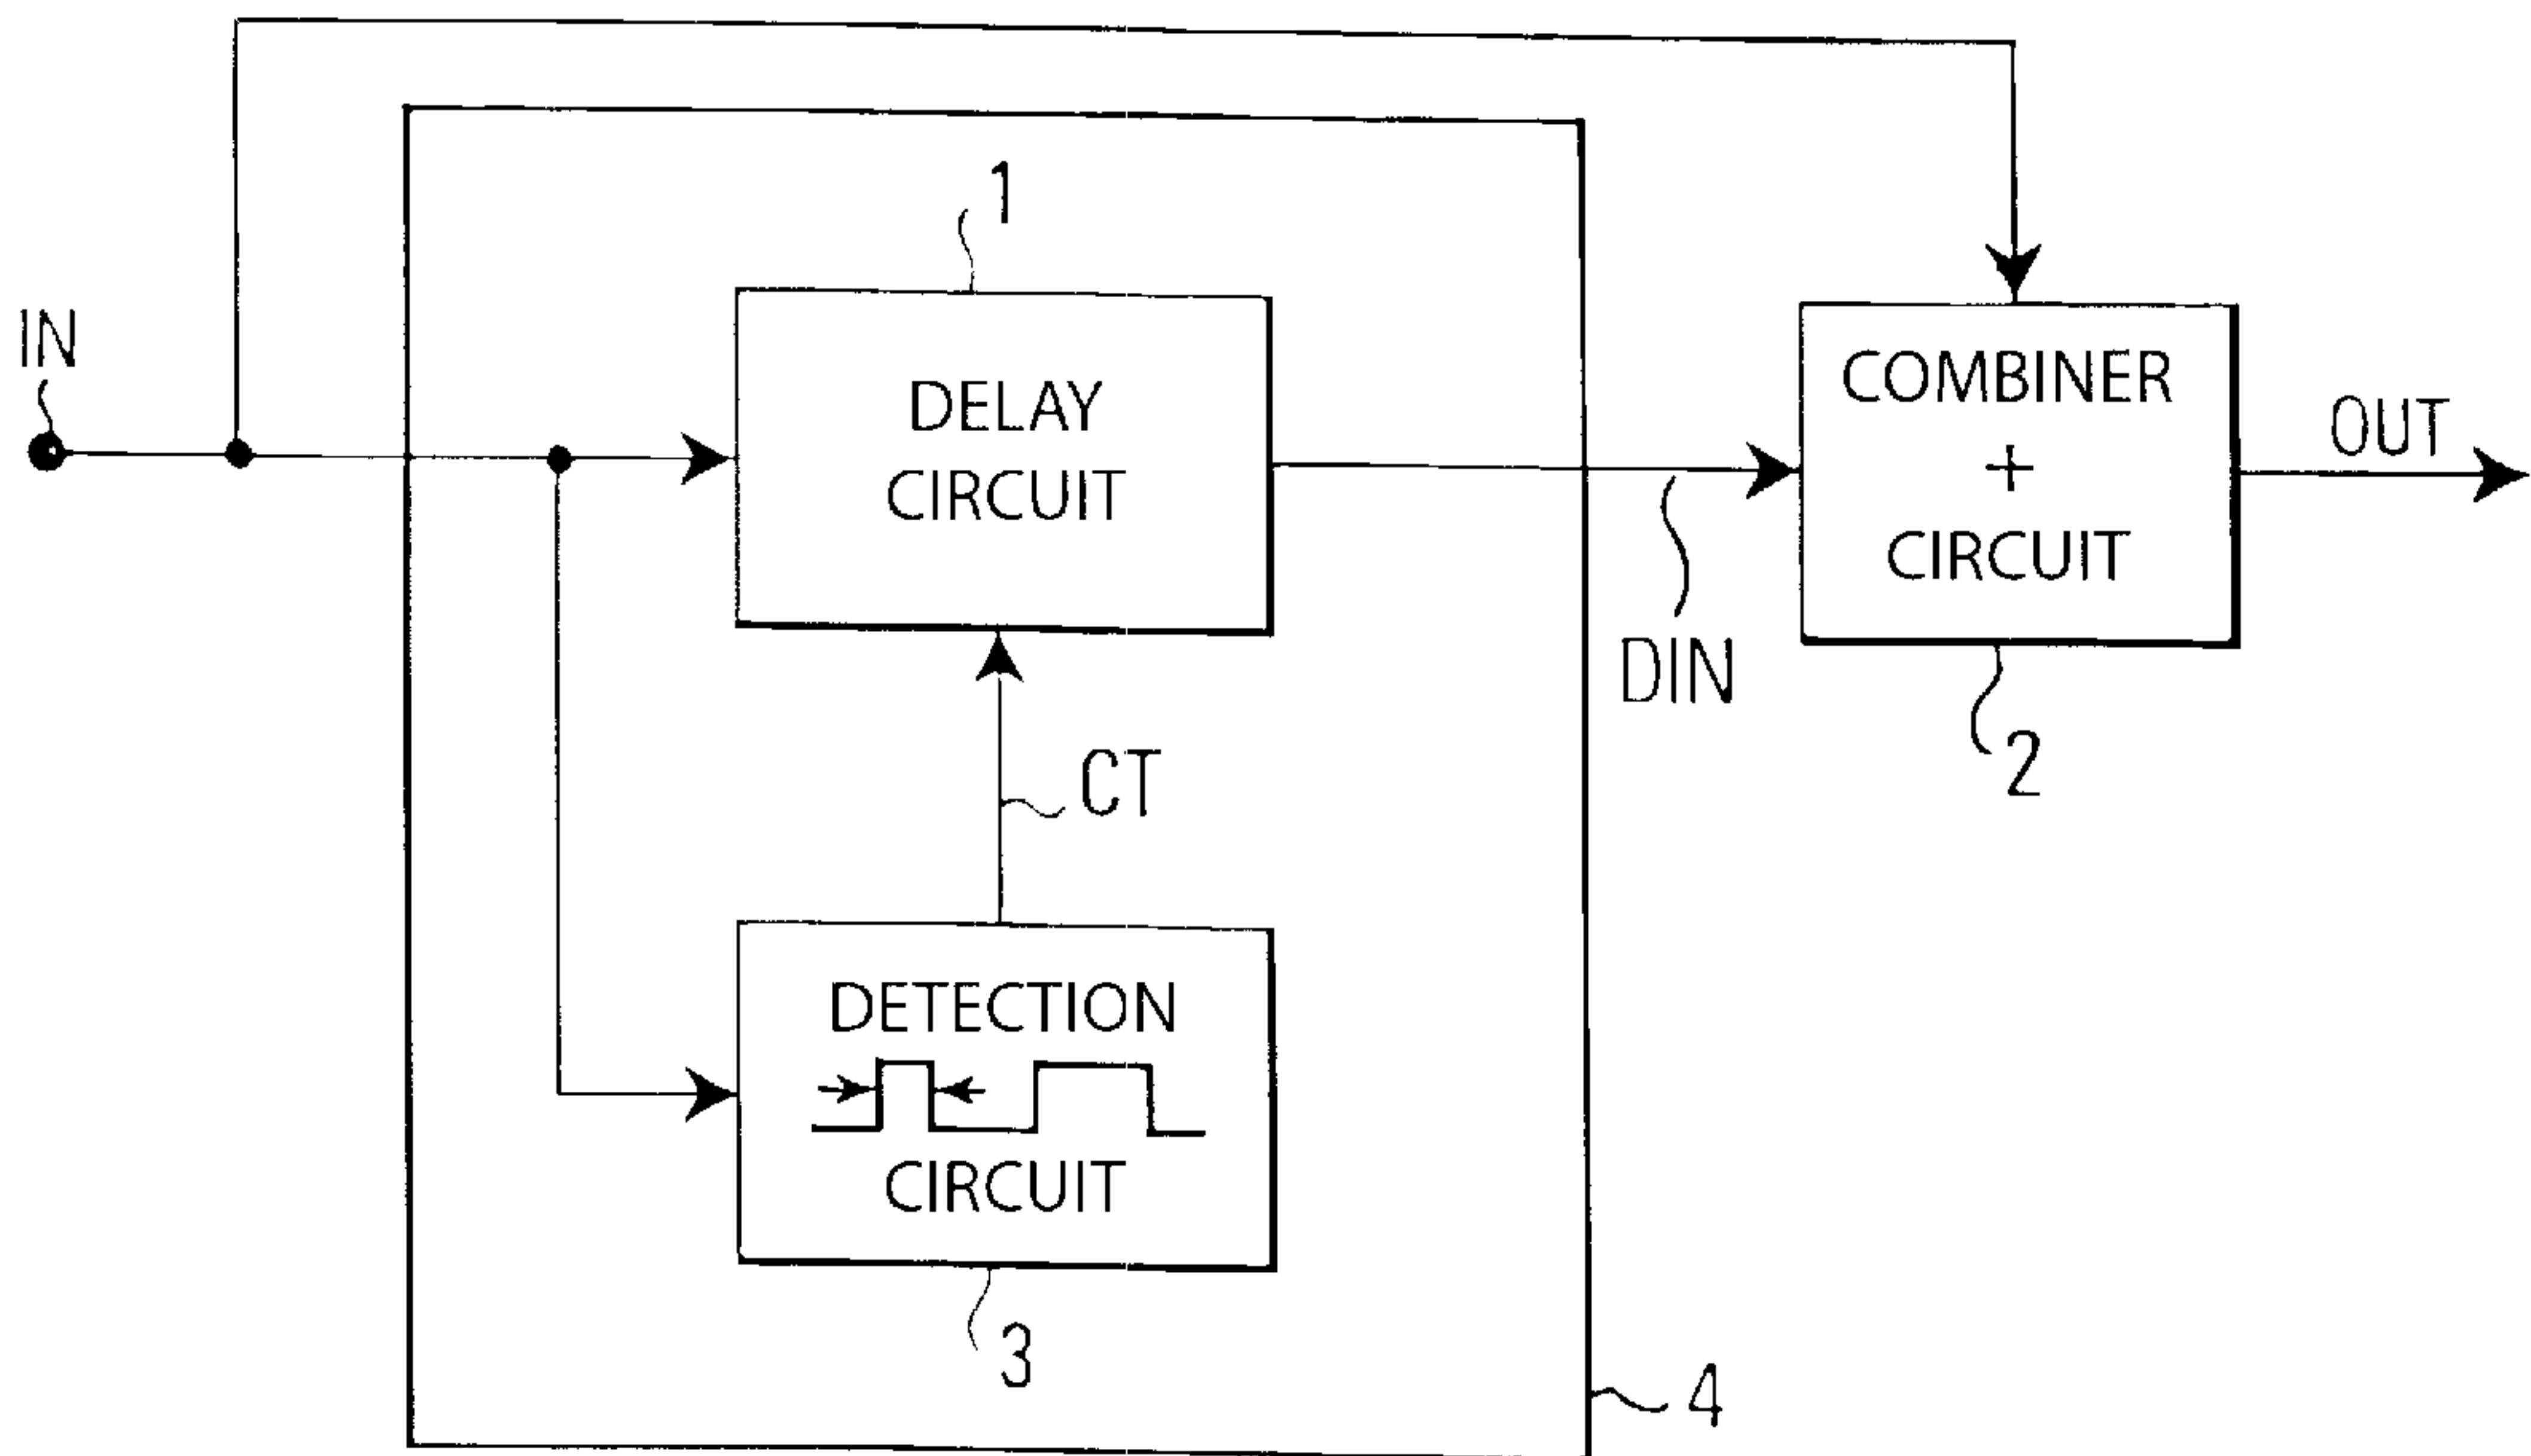 1
IN
DELAY
CIRCUIT
COMBINER
+
CIRCUIT
OUT
DIN
2
CT
DETECTION
CIRCUIT
3
4